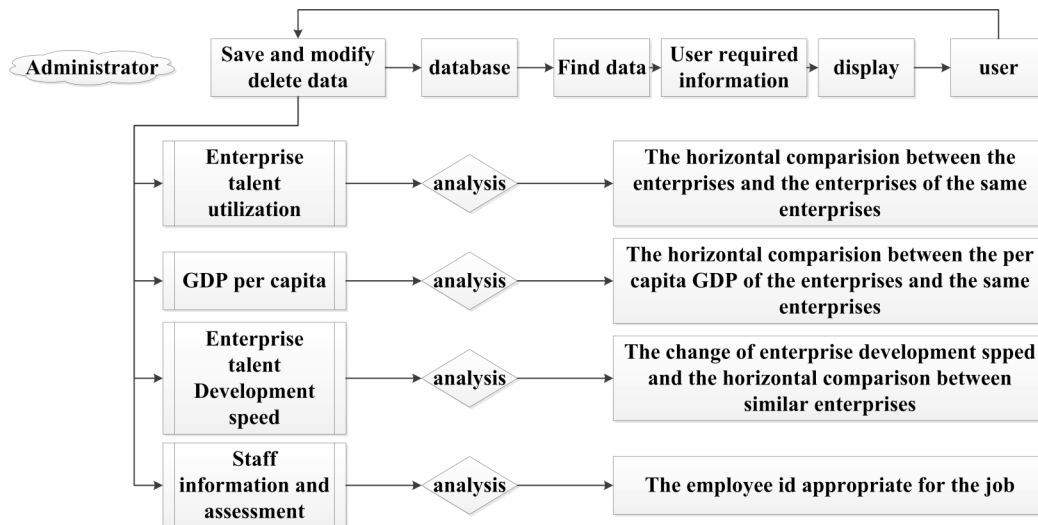 Administrator
Save and modify
delete data
database
Find data
User required
information
display
user
Enterprise
talent
utilization
analysis
The horizontal comparision between the
enterprises and the enterprises of the same
enterprises
GDP per capita
analysis
The horizontal comparision between the per
capita GDP of the enterprises and the same
enterprises
Enterprise
talent
Development
speed
analysis
The change of enterprise development spped
and the horizontal comparison between
similar enterprises
Staff
information and
assessment
analysis
The employee id appropriate for the job